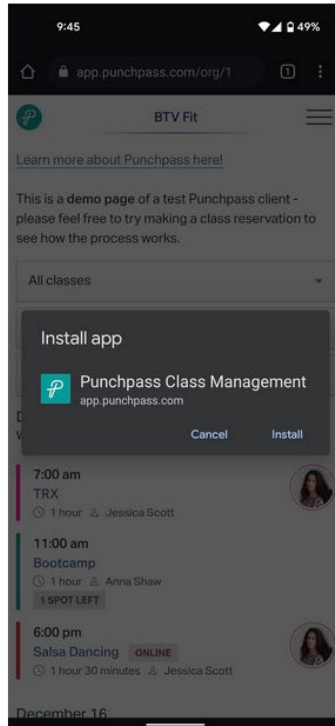 9:45
49%
app.punchpass.com/org/1
1
BTV Fit
Learn more about Punchpass here!
This is a demo page of a test Punchpass client -
please feel free to try making a class reservation to
see how the process works.
All classes
Install app
Punchpass Class Management
app.punchpass.com
Cancel
Install
7:00 am
TRX
1 hour Jessica Scott
11:00 am
Bootcamp
1 hour Anna Shaw
1 SPOT LEFT
6:00 pm
Salsa Dancing ONLINE
1 hour 30 minutes Jessica Scott
December 16